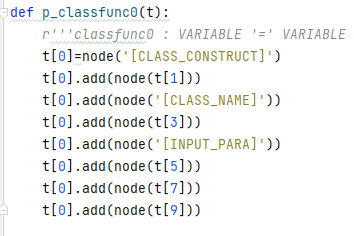 def p_classfunc0(t):
    r'''classfunc0 : VARIABLE '=' VARIABLE
    t[0]=node('[CLASS_CONSTRUCT]')
    t[0].add(node(t[1]))
    t[0].add(node('[CLASS_NAME]'))
    t[0].add(node(t[3]))
    t[0].add(node('[INPUT_PARA]'))
    t[0].add(node(t[5]))
    t[0].add(node(t[7]))
    t[0].add(node(t[9]))